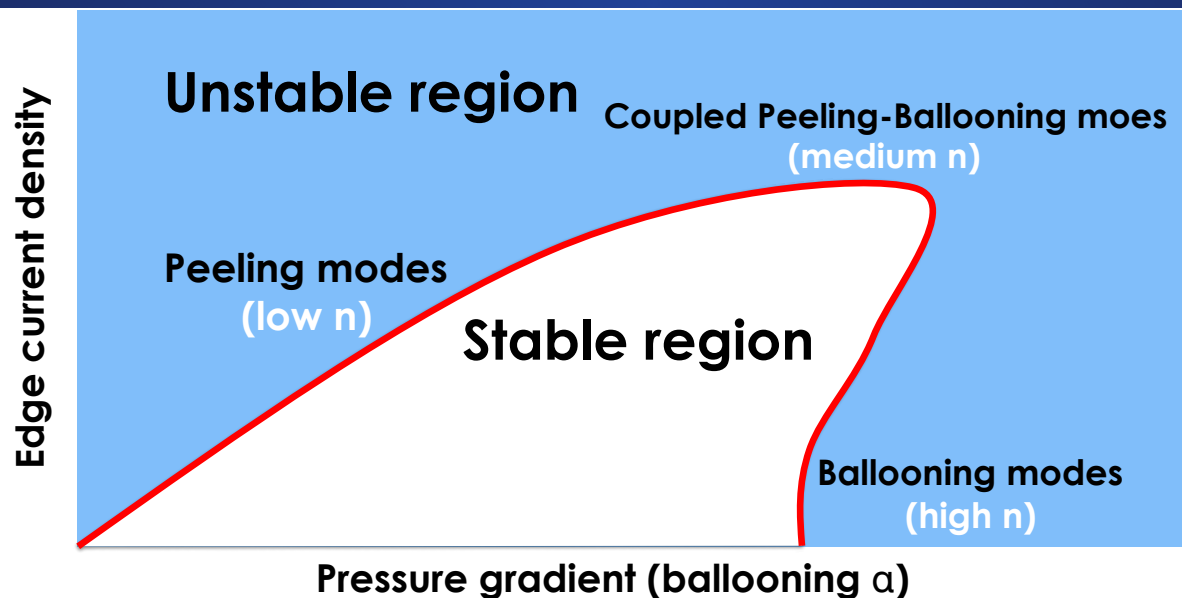 Unstable region
Coupled Peeling-Ballooning moes
(medium n)
Edge current density
Peeling modes
(low n)
Stable region
Ballooning modes
(high n)
Pressure gradient (ballooning α)